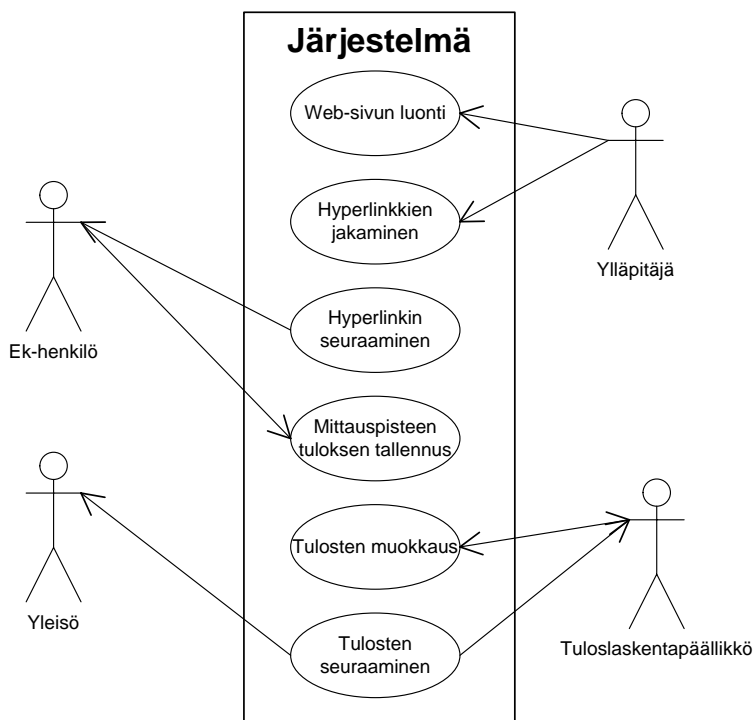 Järjestelmä
Web-sivun luonti
Hyperlinkkien
jakaminen
Ylläpitäjä
Hyperlinkin
seuraaminen
Ek-henkilö
Mittauspisteen
tuloksen tallennus
Tulosten muokkaus
Yleisö
Tulosten
seuraaminen
Tuloslaskentapäällikkö